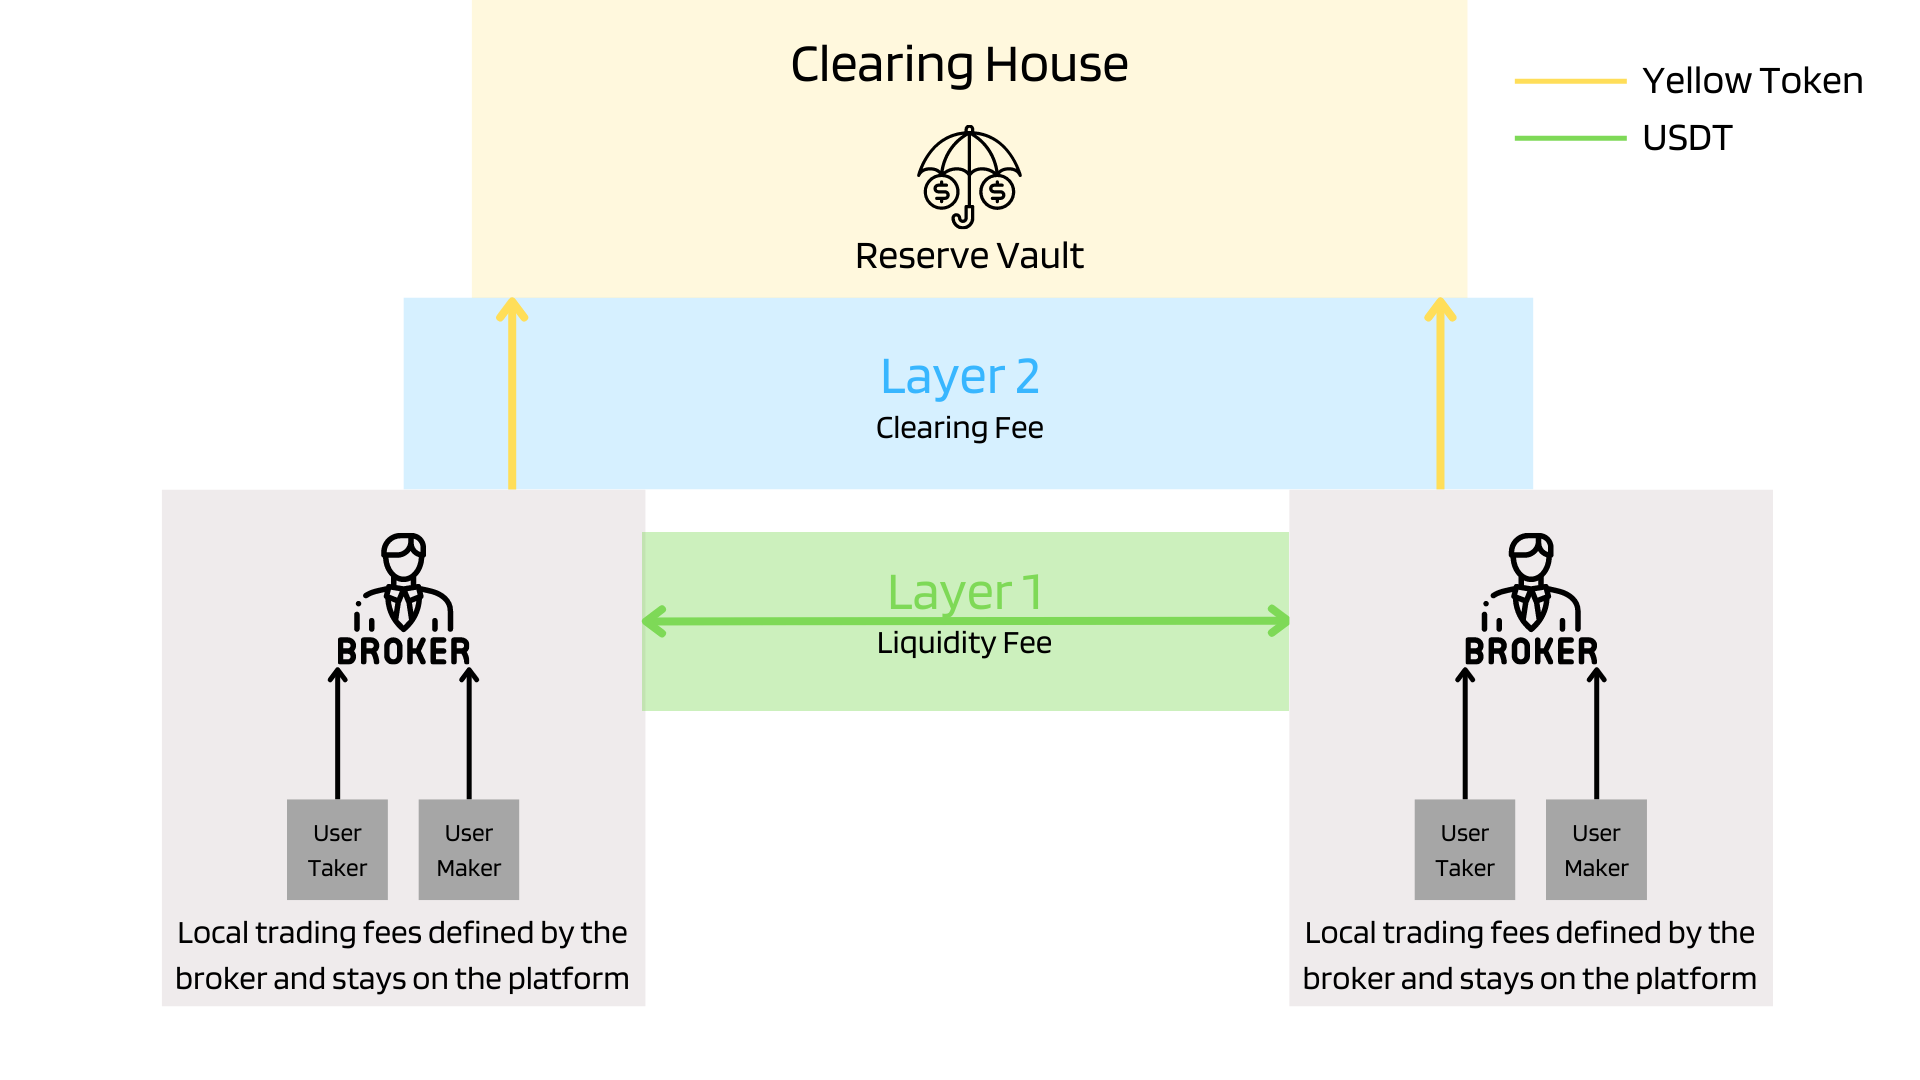 Clearing House
Yellow Token
USDT
$ $
Reserve Vault
Layer 2
Clearing Fee
Layer 1
Liquidity Fee
BROKER
User
Taker
User
Maker
Local trading fees defined by the
broker and stays on the platform
BROKER
User
Taker
User
Maker
Local trading fees defined by the
broker and stays on the platform